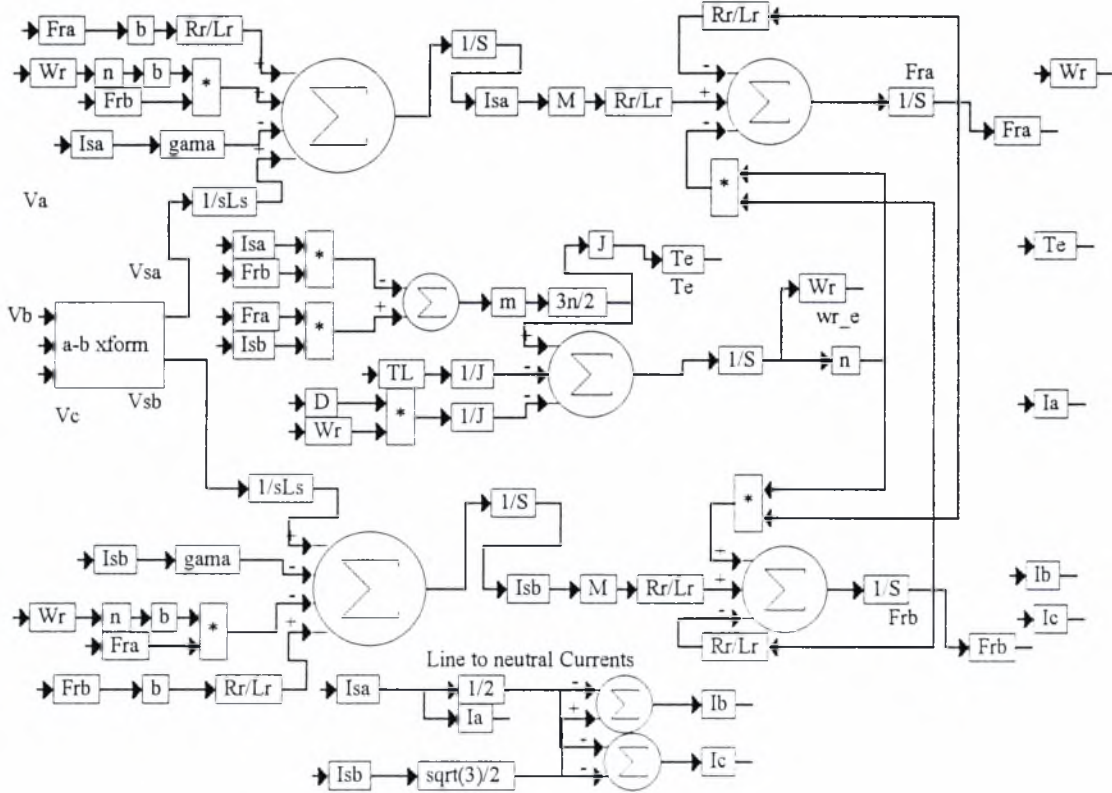 Fra b Rr/Lr
+
Wr n b *
+
Frb
-
Isa gama
+
1/sLs
Σ
1/S
Isa M Rr/Lr
Rr/Lr
-
+
-
Σ
Fra
1/S
Fra
*
Wr
Va
Vsa
Vb
a-b xform
Vsb
Vc
Isa
Frb
*
-
Fra
Isb
*
+
Σ
m 3n/2
J
Te
Te
+
-
-
Σ
TL 1/J
D
Wr
*
1/J
1/S
Wr
wr_e
n
Te
Ia
1/sLs
+
Isb gama
-
Wr n b *
-
Fra
+
Frb b Rr/Lr
Σ
1/S
Isb M Rr/Lr
*
+
+
-
Σ
Rr/Lr
1/S
Frb
Frb
Ib
Ic
Line to neutral Currents
Isa 1/2
Ia
-
+
Σ
Ib
-
-
Σ
Ic
Isb sqrt(3)/2